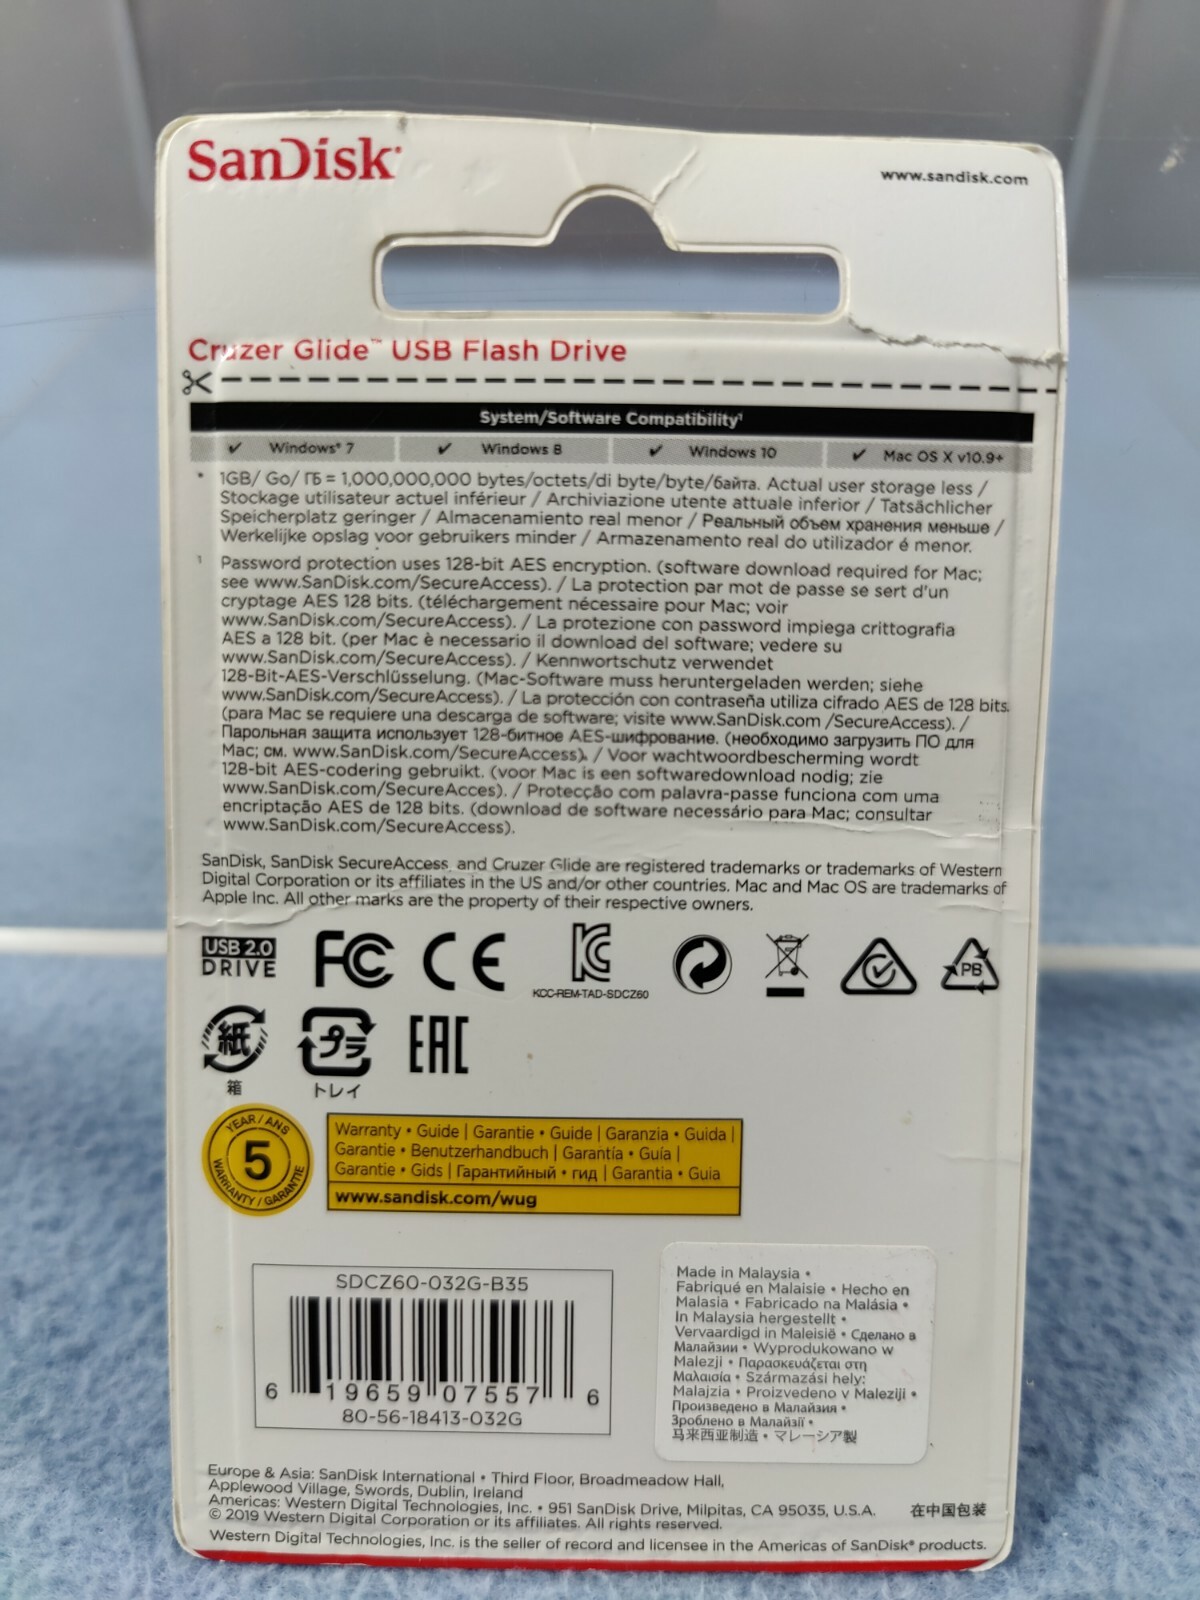 SanDisk
www.sandisk.com
Cruzer Glide™ USB Flash Drive
System/Software Compatibility¹
✓ Windows® 7 ✓ Windows 8 ✓ Windows 10 ✓ Mac OS X v10.9+
* 1GB/ Go/ ГБ = 1,000,000,000 bytes/octets/di byte/byte/байта. Actual user storage less /
Stockage utilisateur actuel inférieur / Archiviazione utente attuale inferior / Tatsächlicher
Speicherplatz geringer / Almacenamiento real menor / Реальный объем хранения меньше /
Werkelijke opslag voor gebruikers minder / Armazenamento real do utilizador é menor.
¹ Password protection uses 128-bit AES encryption. (software download required for Mac;
see www.SanDisk.com/SecureAccess). / La protection par mot de passe se sert d'un
cryptage AES 128 bits. (téléchargement nécessaire pour Mac; voir
www.SanDisk.com/SecureAccess). / La protezione con password impiega crittografia
AES a 128 bit. (per Mac è necessario il download del software; vedere su
www.SanDisk.com/SecureAccess). / Kennwortschutz verwendet
128-Bit-AES-Verschlüsselung. (Mac-Software muss heruntergeladen werden; siehe
www.SanDisk.com/SecureAccess). / La protección con contraseña utiliza cifrado AES de 128 bits.
(para Mac se requiere una descarga de software; visite www.SanDisk.com /SecureAccess). /
Парольная защита использует 128-битное AES-шифрование. (необходимо загрузить ПО для
Mac; см. www.SanDisk.com/SecureAccess). / Voor wachtwoordbescherming wordt
128-bit AES-codering gebruikt. (voor Mac is een softwaredownload nodig; zie
www.SanDisk.com/SecureAcces). / Protecção com palavra-passe funciona com uma
encriptação AES de 128 bits. (download de software necessário para Mac; consultar
www.SanDisk.com/SecureAccess).
SanDisk, SanDisk SecureAccess, and Cruzer Glide are registered trademarks or trademarks of Western
Digital Corporation or its affiliates in the US and/or other countries. Mac and Mac OS are trademarks of
Apple Inc. All other marks are the property of their respective owners.
USB 2.0
DRIVE
FC CE
KC
KCC-REM-TAD-SDCZ60
PB
紙
箱
プラ
トレイ
EAC
YEAR / ANS
5
WARRANTY / GARANTIE
Warranty • Guide | Garantie • Guide | Garanzia • Guida |
Garantie • Benutzerhandbuch | Garantía • Guía |
Garantie • Gids | Гарантийный • гид | Garantia • Guia
www.sandisk.com/wug
SDCZ60-032G-B35
6 19659 07557 6
80-56-18413-032G
Made in Malaysia •
Fabriqué en Malaisie • Hecho en
Malasia • Fabricado na Malásia •
In Malaysia hergestellt •
Vervaardigd in Maleisië • Сделано в
Малайзии • Wyprodukowano w
Malezji • Παρασκευάζεται στη
Μαλαισία • Származási hely:
Malajzia • Proizvedeno v Maleziji •
Произведено в Малайзия •
Зроблено в Малайзії •
马来西亚制造 • マレーシア製
Europe & Asia: SanDisk International • Third Floor, Broadmeadow Hall,
Applewood Village, Swords, Dublin, Ireland
Americas: Western Digital Technologies, Inc. • 951 SanDisk Drive, Milpitas, CA 95035, U.S.A.
在中国包装
© 2019 Western Digital Corporation or its affiliates. All rights reserved.
Western Digital Technologies, Inc. is the seller of record and licensee in the Americas of SanDisk® products.